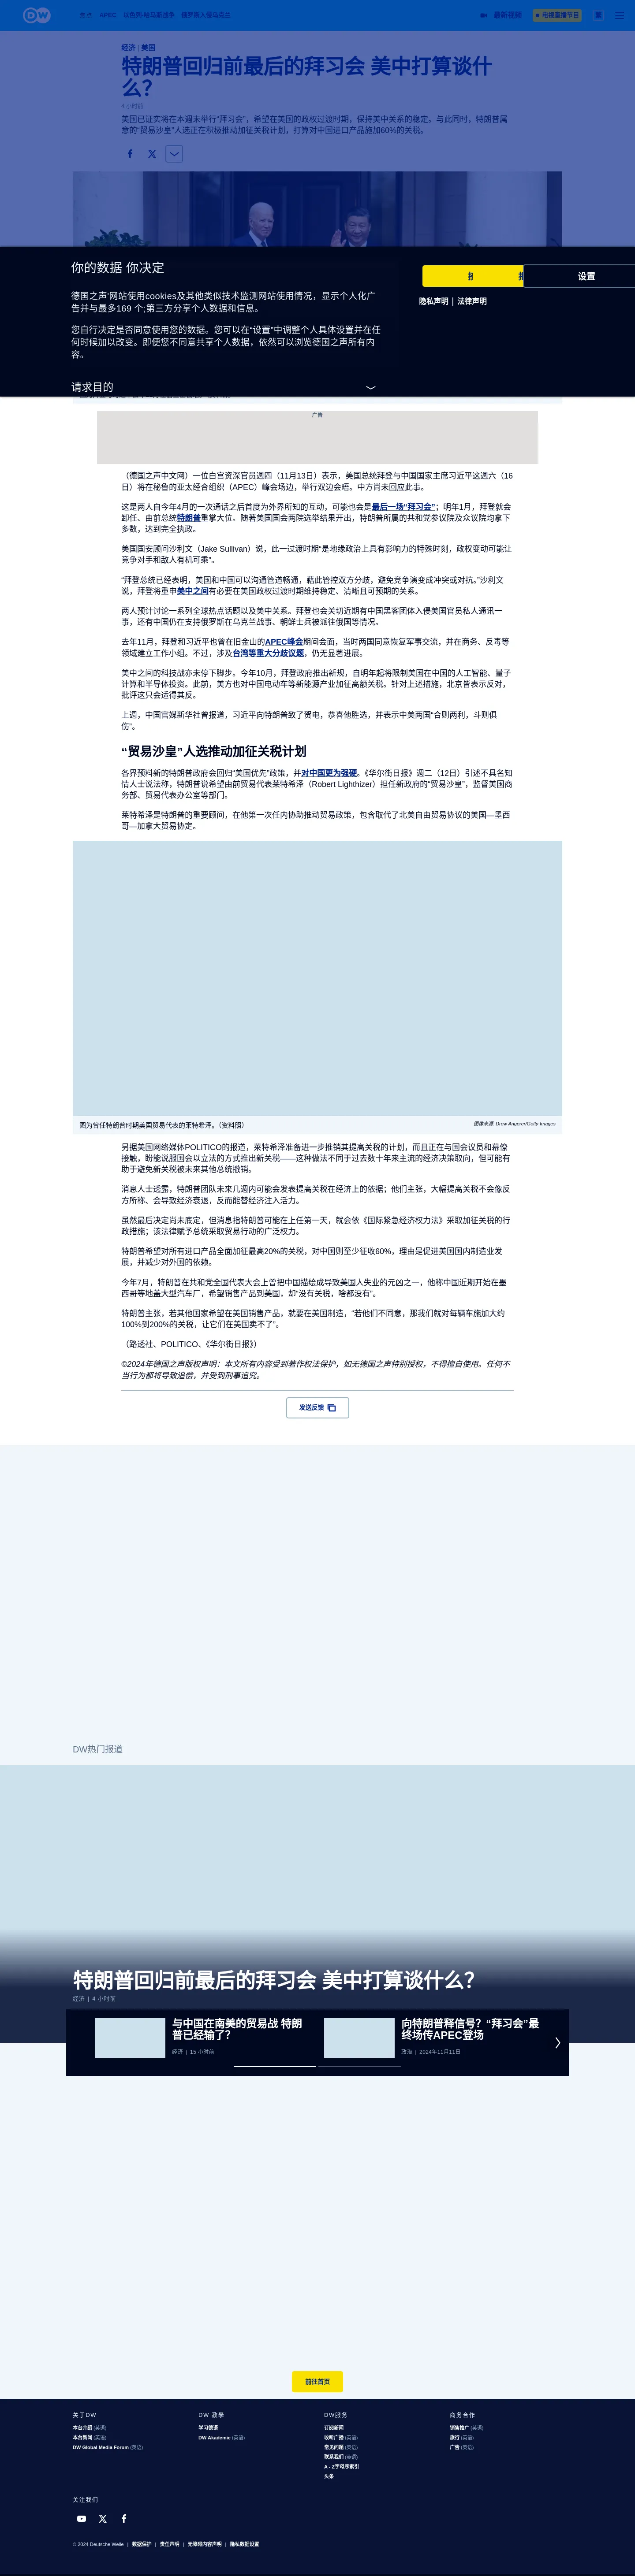 DW 焦点 APEC 以色列-哈马斯战争 俄罗斯入侵乌克兰 最新视频 电视直播节目
经济 | 美国
特朗普回归前最后的拜习会 美中打算谈什
么？
4 小时前
美国已证实将在本週末举行“拜习会”，希望在美国的政权过渡时期，保持美中关系的稳定。与此同时，特朗普属
意的“贸易沙皇”人选正在积极推动加征关税计划，打算对中国进口产品施加60%的关税。
你的数据 你决定
设置
德国之声‘网站使用cookies及其他类似技术监测网站使用情况，显示个人化广
告并与最多169 个;第三方分享个人数据和信息。
隐私声明 | 法律声明
您自行决定是否同意使用您的数据。您可以在“设置”中调整个人具体设置并在任
何时候加以改变。即便您不同意共享个人数据，依然可以浏览德国之声所有内
容。
请求目的
广告
（德国之声中文网）一位白宫资深官员週四（11月13日）表示，美国总统拜登与中国国家主席习近平这週六（16
日）将在秘鲁的亚太经合组织（APEC）峰会场边，举行双边会晤。中方尚未回应此事。
这是两人自今年4月的一次通话之后首度为外界所知的互动，可能也会是最后一场“拜习会”；明年1月，拜登就会
卸任、由前总统特朗普重掌大位。随著美国国会两院选举结果开出，特朗普所属的共和党参议院及众议院均拿下
多数，达到完全执政。
美国国安顾问沙利文（Jake Sullivan）说，此一过渡时期“是地缘政治上具有影响力的特殊时刻，政权变动可能让
竞争对手和敌人有机可乘”。
“拜登总统已经表明，美国和中国可以沟通管道畅通，藉此管控双方分歧，避免竞争演变成冲突或对抗。”沙利文
说，拜登将重申美中之间有必要在美国政权过渡时期维持稳定、清晰且可预期的关系。
两人预计讨论一系列全球热点话题以及美中关系。拜登也会关切近期有中国黑客团体入侵美国官员私人通讯一
事，还有中国仍在支持俄罗斯在乌克兰战事、朝鲜士兵被派往俄国等情况。
去年11月，拜登和习近平也曾在旧金山的APEC峰会期间会面，当时两国同意恢复军事交流，并在商务、反毒等
领域建立工作小组。不过，涉及台湾等重大分歧议题，仍无显著进展。
美中之间的科技战亦未停下脚步。今年10月，拜登政府推出新规，自明年起将限制美国在中国的人工智能、量子
计算和半导体投资。此前，美方也对中国电动车等新能源产业加征高额关税。针对上述措施，北京皆表示反对，
批评这只会适得其反。
上週，中国官媒新华社曾报道，习近平向特朗普致了贺电，恭喜他胜选，并表示中美两国“合则两利，斗则俱
伤”。
“贸易沙皇”人选推动加征关税计划
各界预料新的特朗普政府会回归“美国优先”政策，并对中国更为强硬。《华尔街日报》週二（12日）引述不具名知
情人士说法称，特朗普说希望由前贸易代表莱特希泽（Robert Lighthizer）担任新政府的“贸易沙皇”，监督美国商
务部、贸易代表办公室等部门。
莱特希泽是特朗普的重要顾问，在他第一次任内协助推动贸易政策，包含取代了北美自由贸易协议的美国—墨西
哥—加拿大贸易协定。
图为曾任特朗普时期美国贸易代表的莱特希泽。（资料照）
图像来源: Drew Angerer/Getty Images
另据美国网络媒体POLITICO的报道，莱特希泽准备进一步推销其提高关税的计划，而且正在与国会议员和幕僚
接触，盼能说服国会以立法的方式推出新关税——这种做法不同于过去数十年来主流的经济决策取向，但可能有
助于避免新关税被未来其他总统撤销。
消息人士透露，特朗普团队未来几週内可能会发表提高关税在经济上的依据；他们主张，大幅提高关税不会像反
方所称、会导致经济衰退，反而能替经济注入活力。
虽然最后决定尚未底定，但消息指特朗普可能在上任第一天，就会依《国际紧急经济权力法》采取加征关税的行
政措施；该法律赋予总统采取贸易行动的广泛权力。
特朗普希望对所有进口产品全面加征最高20%的关税，对中国则至少征收60%，理由是促进美国国内制造业发
展，并减少对外国的依赖。
今年7月，特朗普在共和党全国代表大会上曾把中国描绘成导致美国人失业的元凶之一，他称中国近期开始在墨
西哥等地盖大型汽车厂，希望销售产品到美国，却“没有关税，啥都没有”。
特朗普主张，若其他国家希望在美国销售产品，就要在美国制造，“若他们不同意，那我们就对每辆车施加大约
100%到200%的关税，让它们在美国卖不了”。
（路透社、POLITICO、《华尔街日报》）
©2024年德国之声版权声明：本文所有内容受到著作权法保护，如无德国之声特别授权，不得擅自使用。任何不
当行为都将导致追偿，并受到刑事追究。
发送反馈
DW热门报道
特朗普回归前最后的拜习会 美中打算谈什么？
经济 | 4 小时前
与中国在南美的贸易战 特朗
普已经输了？
经济 | 15 小时前
向特朗普释信号？“拜习会”最
终场传APEC登场
政治 | 2024年11月11日
前往首页
关于DW
本台介绍 (英语)
本台新闻 (英语)
DW Global Media Forum (英语)
DW 教學
学习德语
DW Akademie (英语)
DW服务
订阅新闻
收听广播 (英语)
常见问题 (英语)
联系我们 (英语)
A - Z字母序索引
头条
商务合作
销售推广 (英语)
旅行 (英语)
广告 (英语)
关注我们
© 2024 Deutsche Welle | 数据保护 | 责任声明 | 无障碍内容声明 | 隐私数据设置